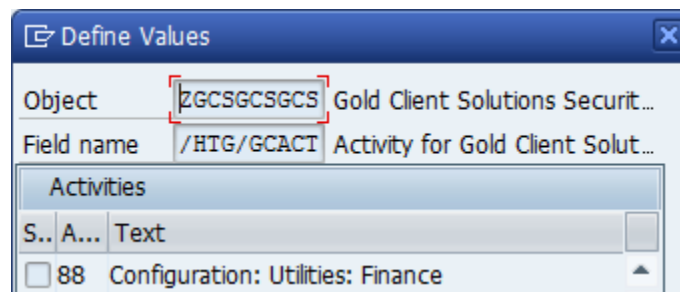 Define Values
Object ZGCSGCSGCS Gold Client Solutions Securit...
Field name /HTG/GCACT Activity for Gold Client Solut...
Activities
S.. A... Text
88 Configuration: Utilities: Finance